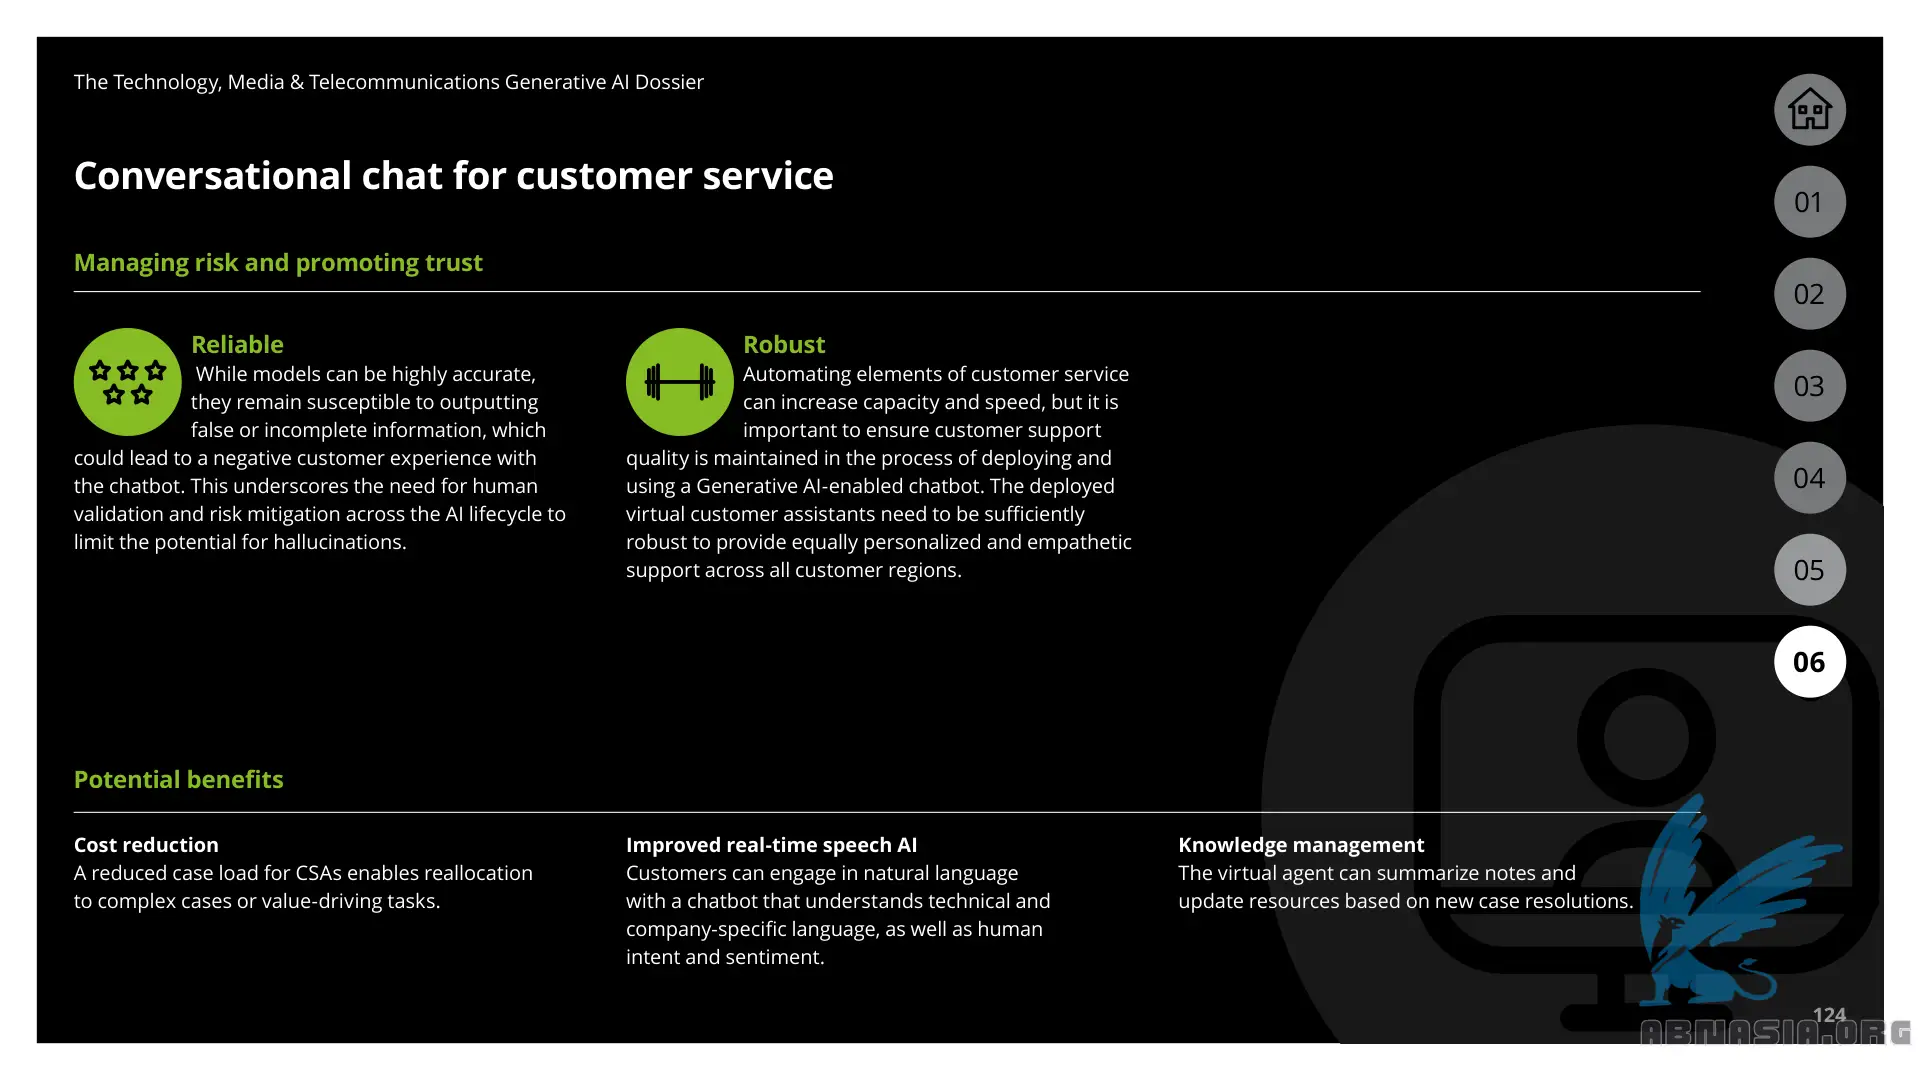 The Technology, Media & Telecommunications Generative AI Dossier
Conversational chat for customer service
Managing risk and promoting trust
Reliable
While models can be highly accurate,
they remain susceptible to outputting
false or incomplete information, which
could lead to a negative customer experience with
the chatbot. This underscores the need for human
validation and risk mitigation across the AI lifecycle to
limit the potential for hallucinations.
Robust
Automating elements of customer service
can increase capacity and speed, but it is
important to ensure customer support
quality is maintained in the process of deploying and
using a Generative AI-enabled chatbot. The deployed
virtual customer assistants need to be sufficiently
robust to provide equally personalized and empathetic
support across all customer regions.
Potential benefits
Cost reduction
A reduced case load for CSAs enables reallocation
to complex cases or value-driving tasks.
Improved real-time speech AI
Customers can engage in natural language
with a chatbot that understands technical and
company-specific language, as well as human
intent and sentiment.
Knowledge management
The virtual agent can summarize notes and
update resources based on new case resolutions.
01
02
03
04
05
06
124
ABMASIA.ORG